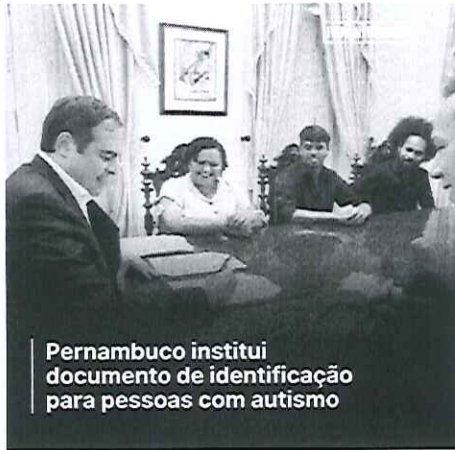 Pernambuco institui
documento de identificação
para pessoas com autismo